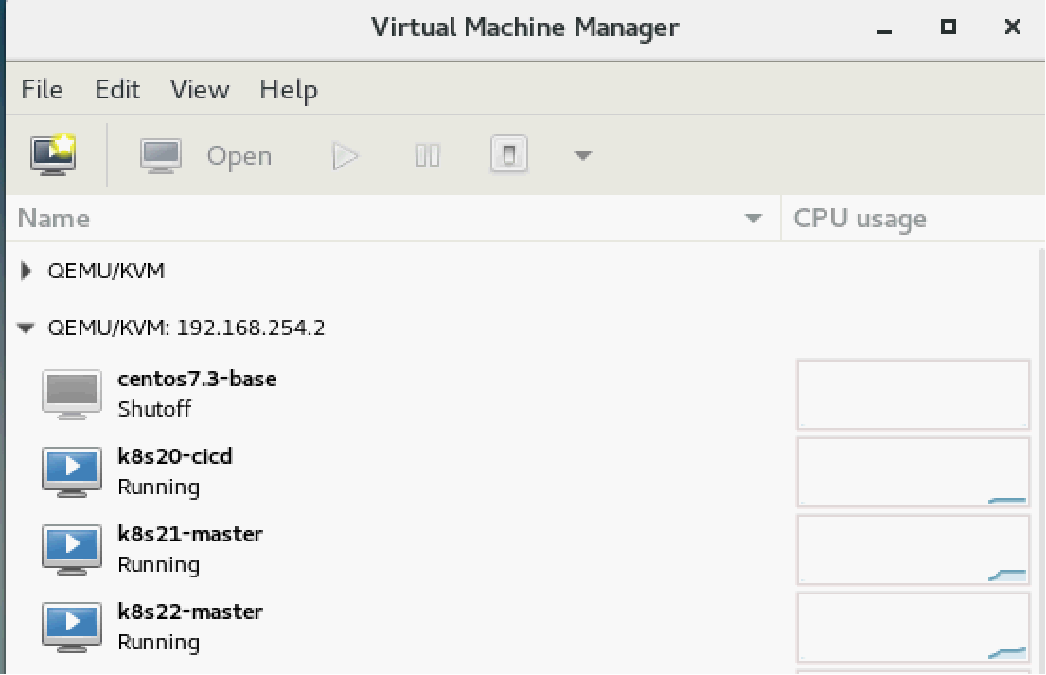 Virtual Machine Manager
File Edit View Help
Open
Name CPU usage
QEMU/KVM
QEMU/KVM: 192.168.254.2
centos7.3-base
Shutoff
k8s20-cicd
Running
k8s21-master
Running
k8s22-master
Running